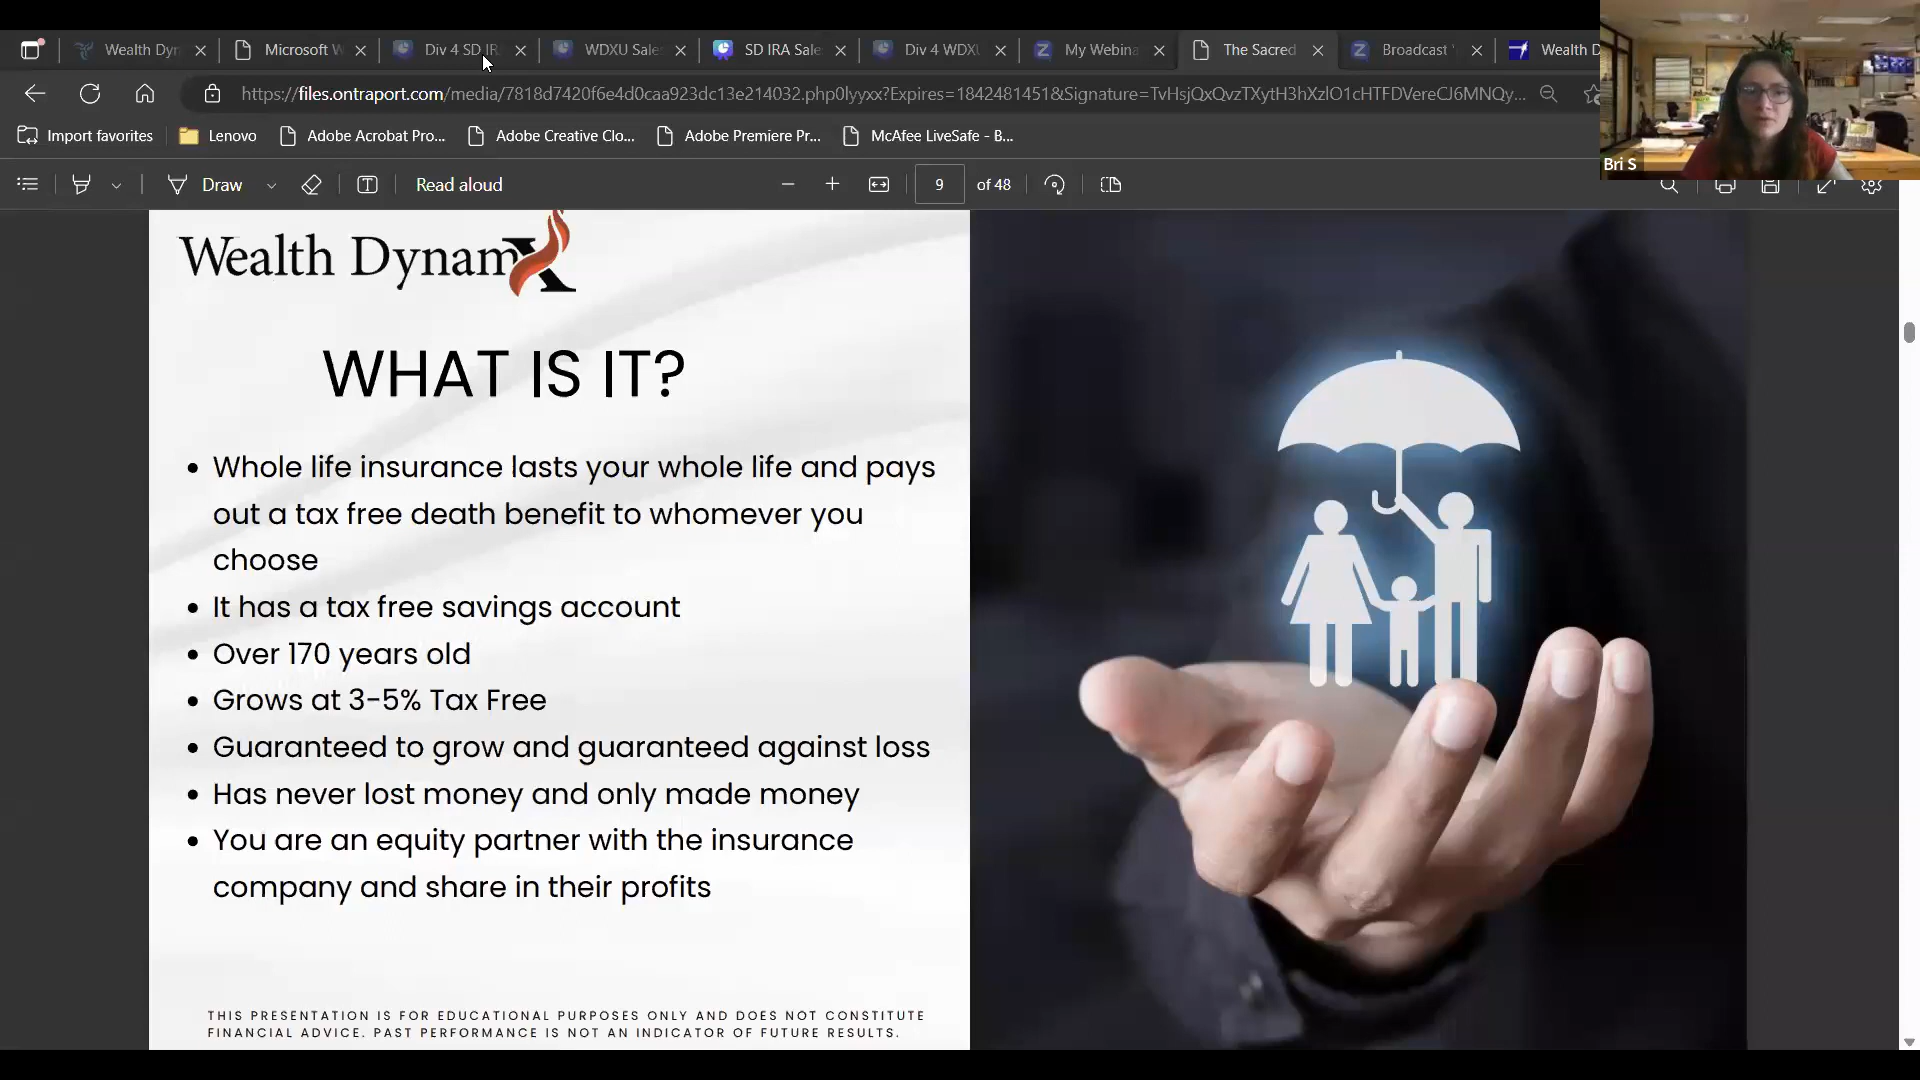 Wealth Dyn
Microsoft W
Div 4 SD IR
WDXU Sale
SD IRA Sale
Div 4 WDXU
My Webina
The Sacred
Broadcast
Wealth D
https://files.ontraport.com/media/7818d7420f6e4d0caa923dc13e214032.php0lyyxx?Expires=1842481451&Signature=TvHsjQxQvzTXytH3hXzlO1cHTFDVereCJ6MNQy...
Import favorites
Lenovo
Adobe Acrobat Pro...
Adobe Creative Clo...
Adobe Premiere Pr...
McAfee LiveSafe - B...
Bri S
Draw
Read aloud
9
of 48
Wealth DynamX
WHAT IS IT?
• Whole life insurance lasts your whole life and pays
out a tax free death benefit to whomever you
choose
• It has a tax free savings account
• Over 170 years old
• Grows at 3-5% Tax Free
• Guaranteed to grow and guaranteed against loss
• Has never lost money and only made money
• You are an equity partner with the insurance
company and share in their profits
THIS PRESENTATION IS FOR EDUCATIONAL PURPOSES ONLY AND DOES NOT CONSTITUTE
FINANCIAL ADVICE. PAST PERFORMANCE IS NOT AN INDICATOR OF FUTURE RESULTS.